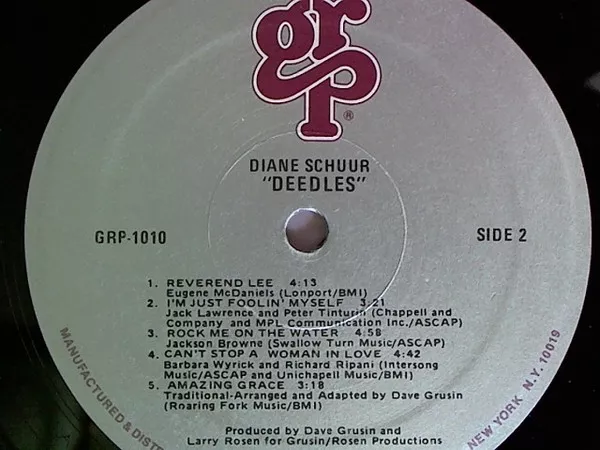 grp®
DIANE SCHUUR
"DEEDLES"
GRP-1010
SIDE 2
1. REVEREND LEE 4:13
Eugene McDaniels (Lonport/BMI)
2. I'M JUST FOOLIN' MYSELF 3:21
Jack Lawrence and Peter Tinturin (Chappell and
Company and MPL Communication Inc./ASCAP)
3. ROCK ME ON THE WATER 4:58
Jackson Browne (Swallow Turn Music/ASCAP)
4. CAN'T STOP A WOMAN IN LOVE 4:42
Barbara Wyrick and Richard Ripani (Intersong
Music/ASCAP and Unichapell Music/BMI)
5. AMAZING GRACE 3:18
Traditional-Arranged and Adapted by Dave Grusin
(Roaring Fork Music/BMI)
Produced by Dave Grusin and
Larry Rosen for Grusin/Rosen Productions
MANUFACTURED & DIST
NEW YORK N.Y. 10019